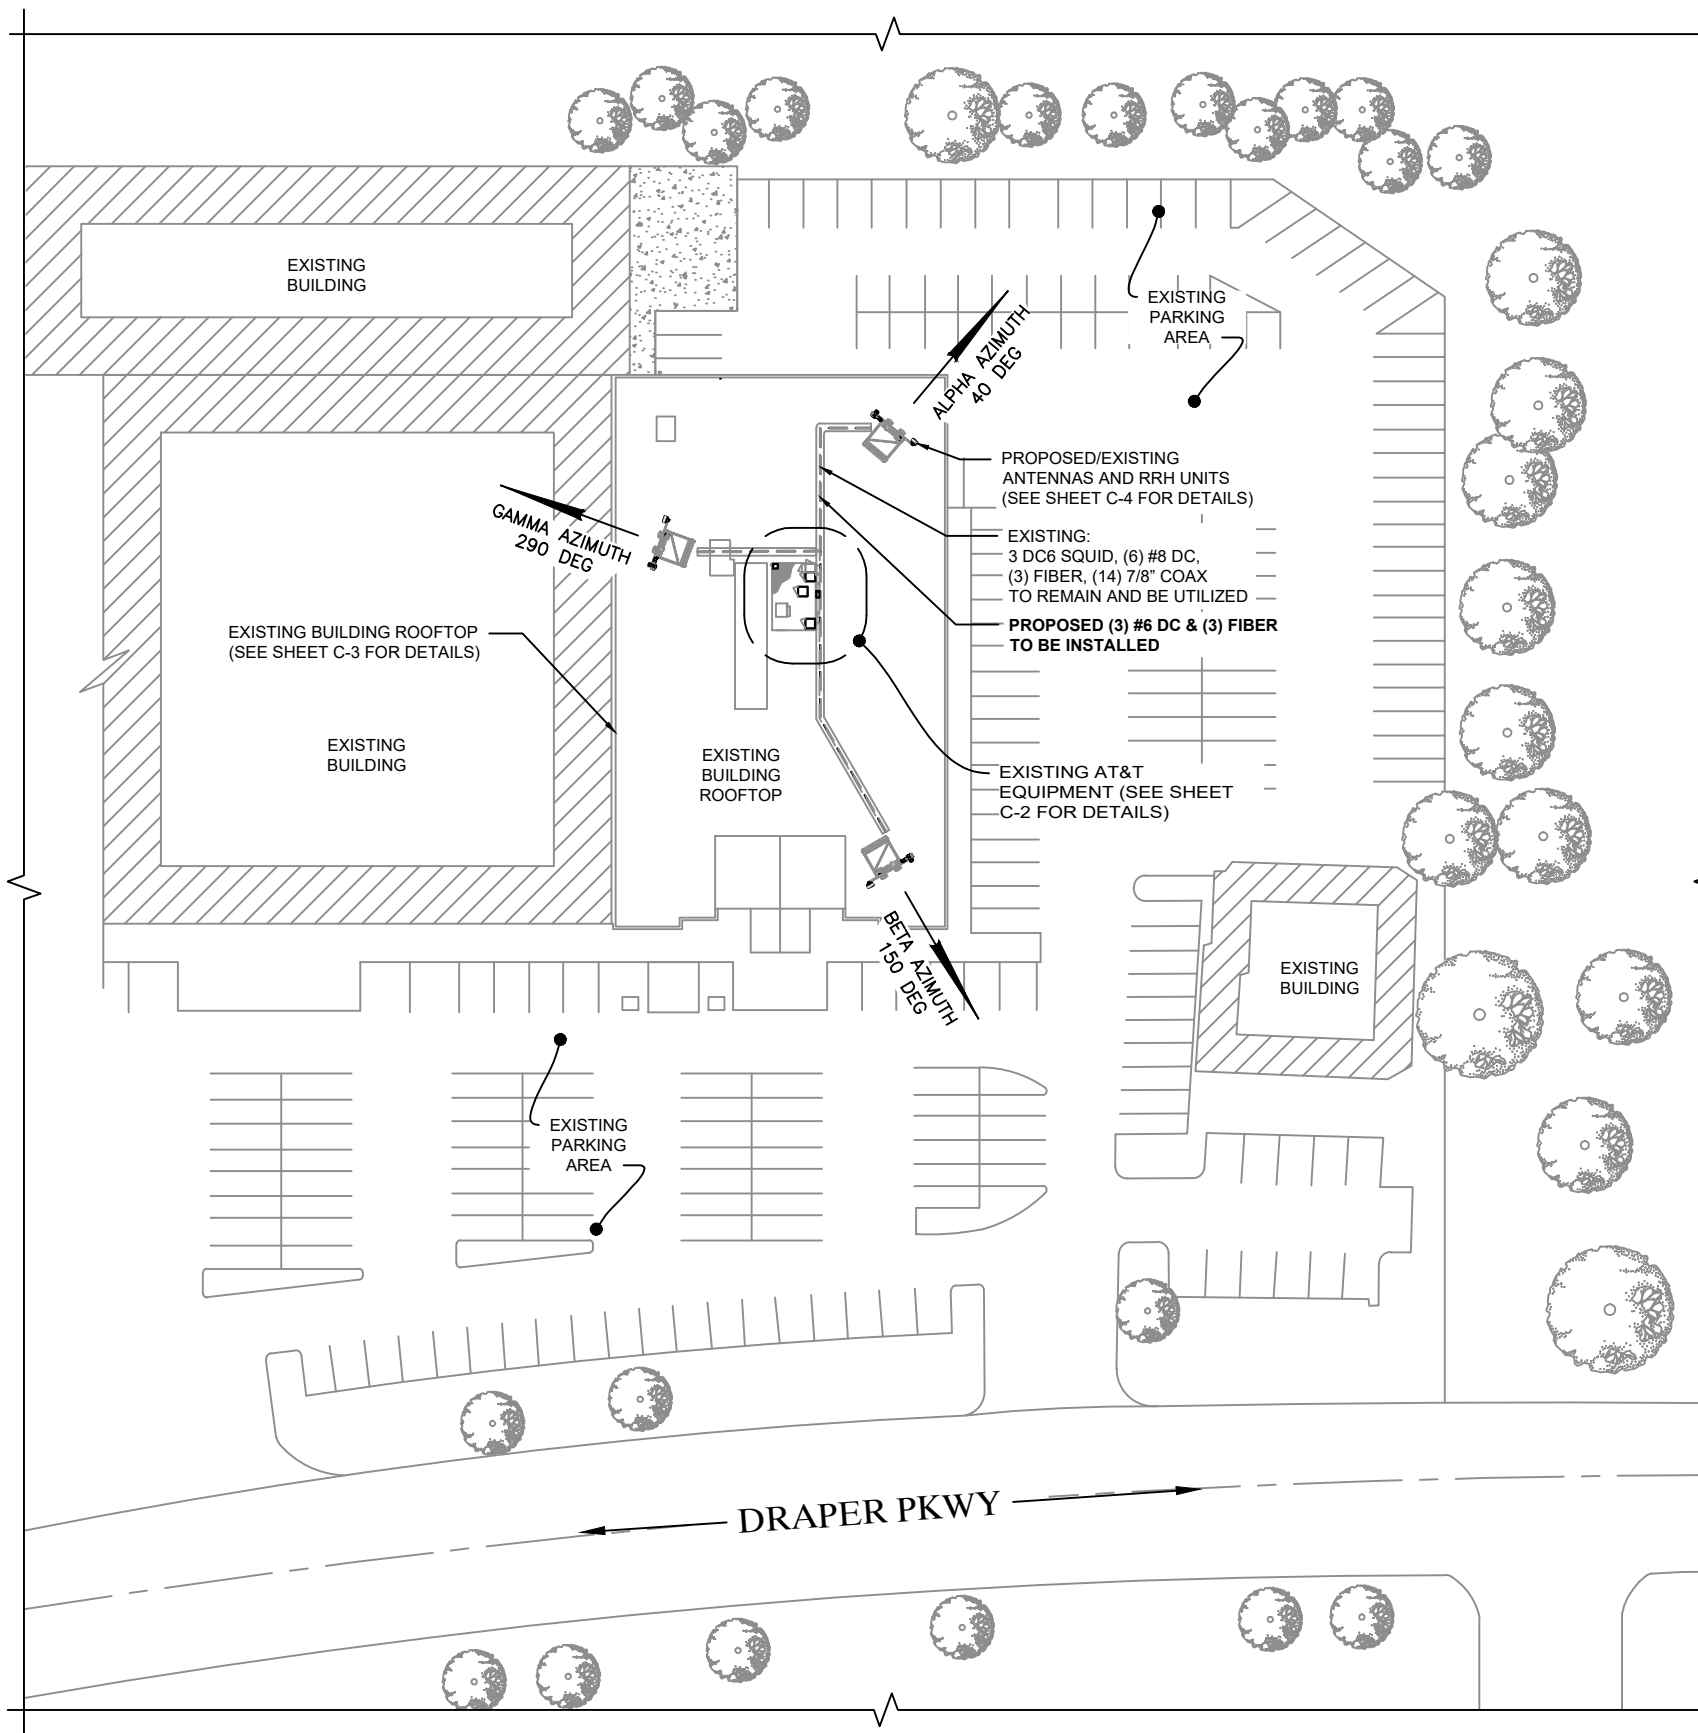 EXISTING
BUILDING
EXISTING
PARKING
AREA
ALPHA AZIMUTH
40 DEG
PROPOSED/EXISTING
ANTENNAS AND RRH UNITS
(SEE SHEET C-4 FOR DETAILS)
GAMMA AZIMUTH
290 DEG
EXISTING:
3 DC6 SQUID, (6) #8 DC,
(3) FIBER, (14) 7/8" COAX
TO REMAIN AND BE UTILIZED
PROPOSED (3) #6 DC & (3) FIBER
TO BE INSTALLED
EXISTING BUILDING ROOFTOP
(SEE SHEET C-3 FOR DETAILS)
EXISTING
BUILDING
EXISTING
BUILDING
ROOFTOP
EXISTING AT&T
EQUIPMENT (SEE SHEET
C-2 FOR DETAILS)
BETA AZIMUTH
150 DEG
EXISTING
BUILDING
EXISTING
PARKING
AREA
DRAPER PKWY